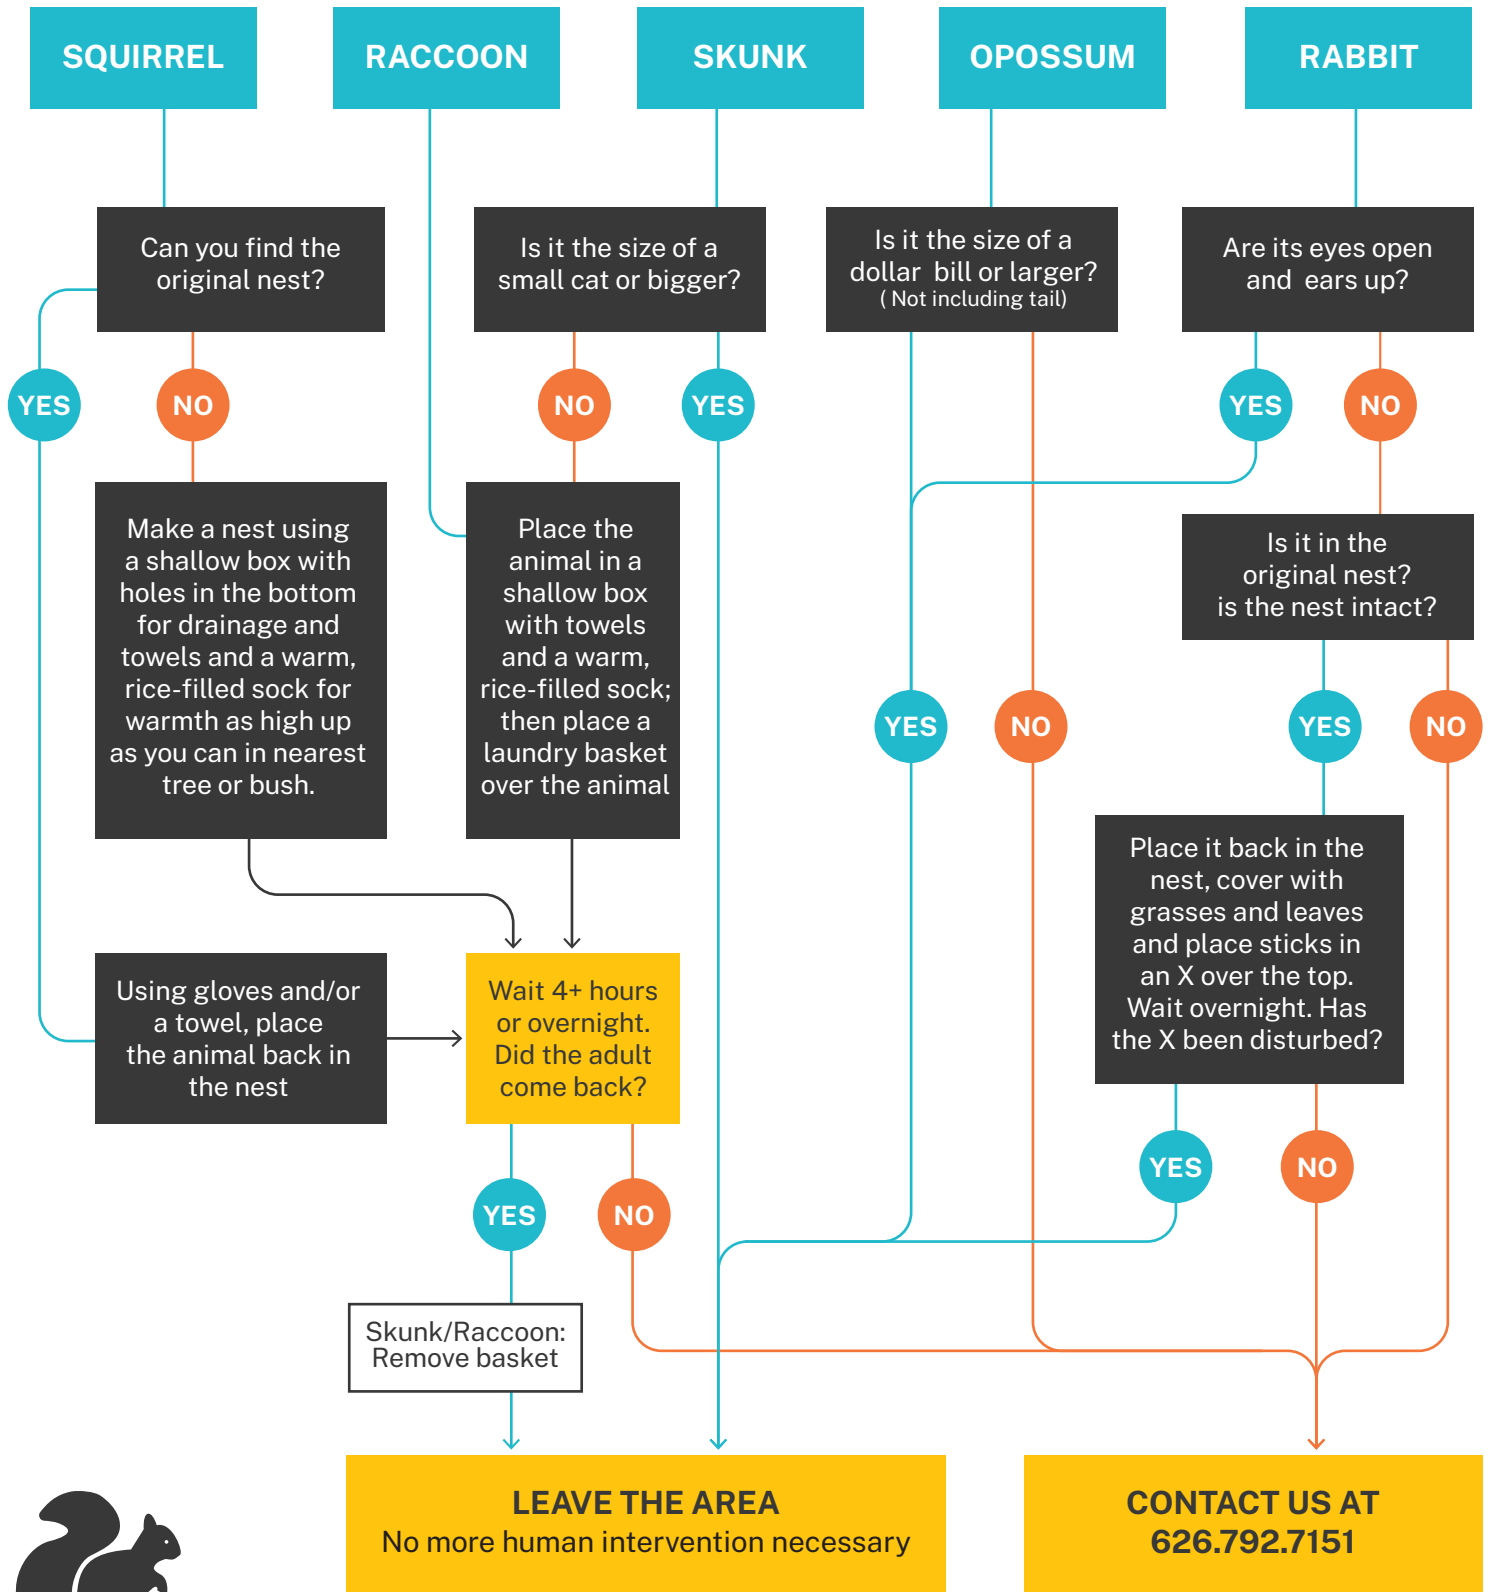 SQUIRREL
RACCOON
SKUNK
OPOSSUM
RABBIT
Can you find the
original nest?
Is it the size of a
small cat or bigger?
Is it the size of a
dollar bill or larger?
( Not including tail)
Are its eyes open
and ears up?
YES
NO
NO
YES
YES
NO
Make a nest using
a shallow box with
holes in the bottom
for drainage and
towels and a warm,
rice-filled sock for
warmth as high up
as you can in nearest
tree or bush.
Place the
animal in a
shallow box
with towels
and a warm,
rice-filled sock;
then place a
laundry basket
over the animal
Is it in the
original nest?
is the nest intact?
YES
NO
YES
NO
Place it back in the
nest, cover with
grasses and leaves
and place sticks in
an X over the top.
Wait overnight. Has
the X been disturbed?
Using gloves and/or
a towel, place
the animal back in
the nest
Wait 4+ hours
or overnight.
Did the adult
come back?
YES
NO
YES
NO
Skunk/Raccoon:
Remove basket
LEAVE THE AREA
No more human intervention necessary
CONTACT US AT
626.792.7151